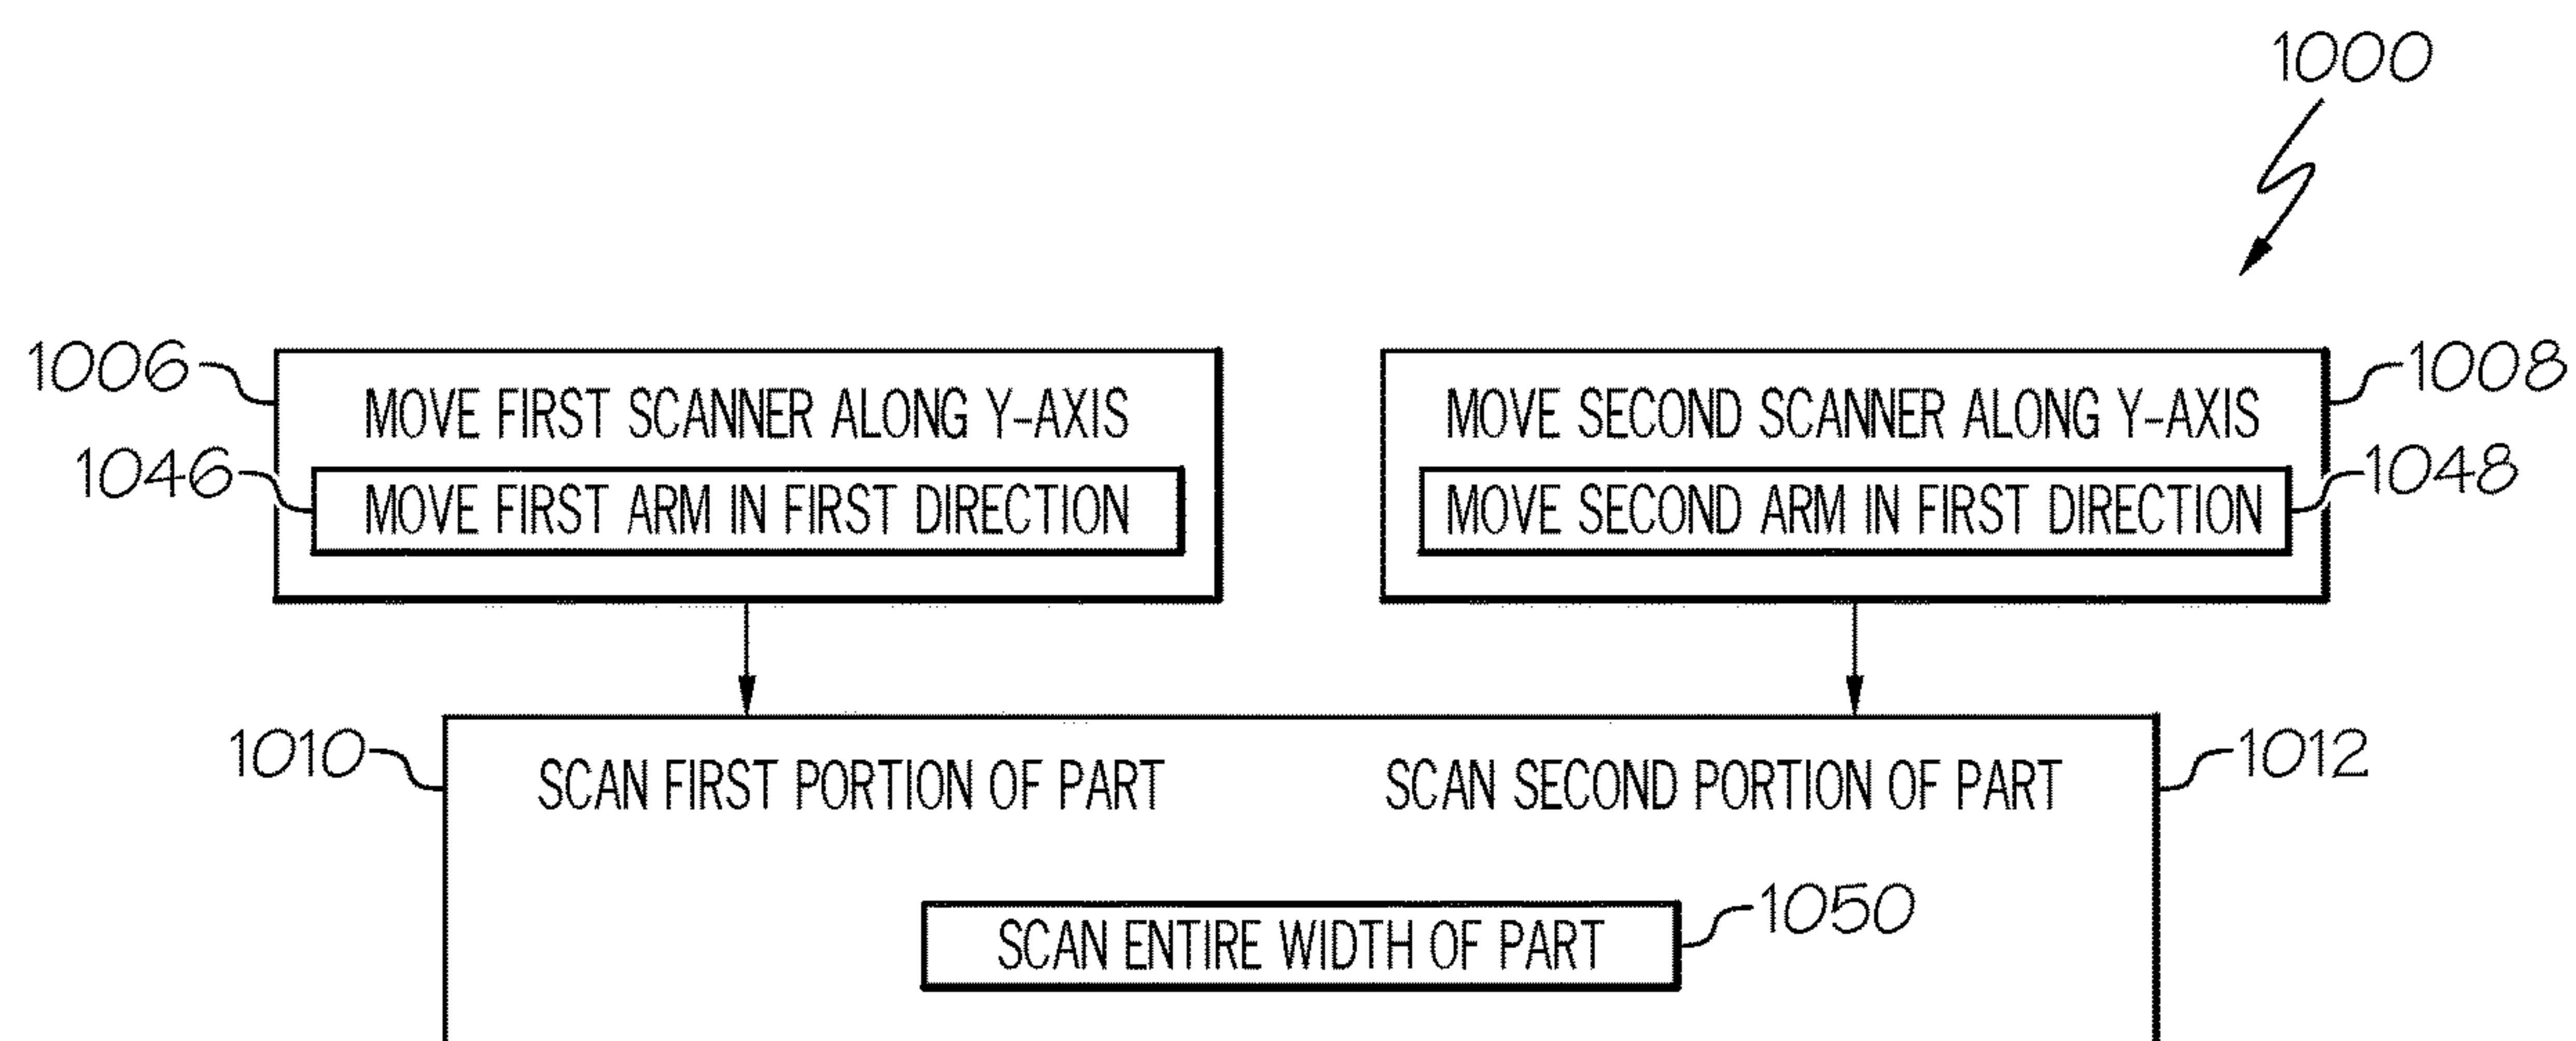 1000
1006
MOVE FIRST SCANNER ALONG Y-AXIS
1046
MOVE FIRST ARM IN FIRST DIRECTION
MOVE SECOND SCANNER ALONG Y-AXIS
1008
MOVE SECOND ARM IN FIRST DIRECTION
1048
1010
SCAN FIRST PORTION OF PART
SCAN SECOND PORTION OF PART
1012
SCAN ENTIRE WIDTH OF PART
1050